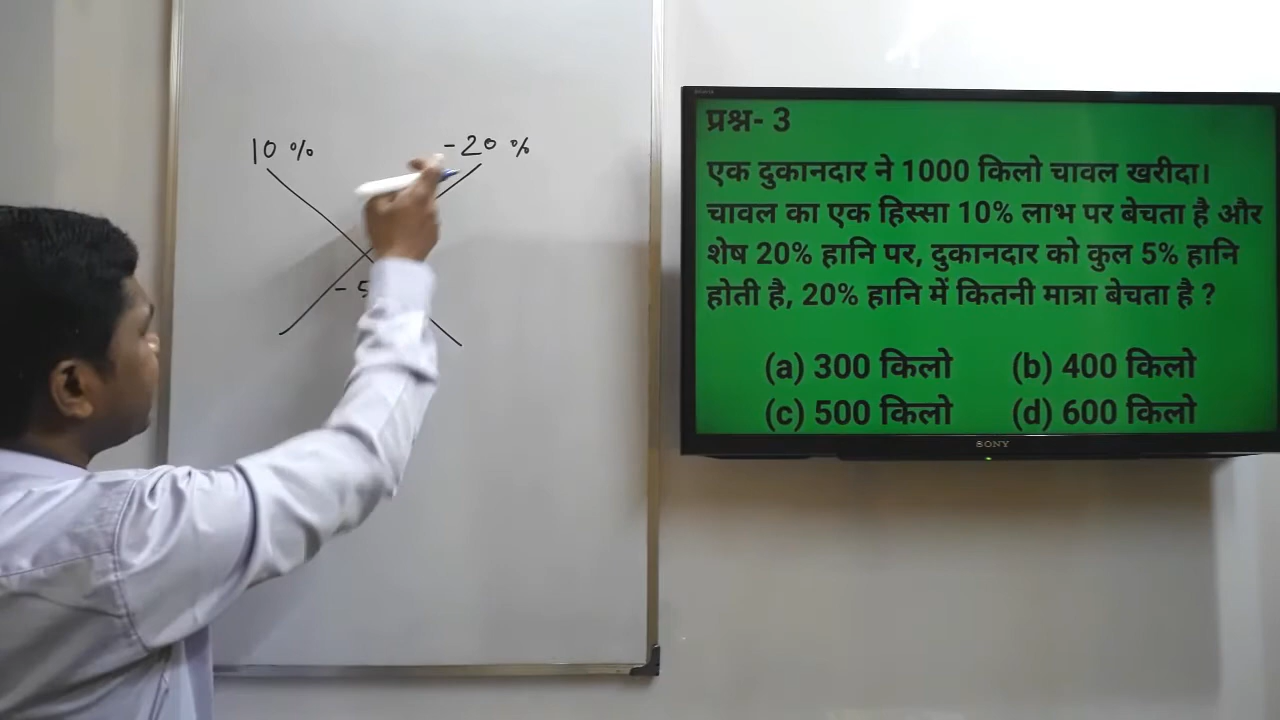 10 %
-20 %
- 5
प्रश्न- 3
एक दुकानदार ने 1000 किलो चावल खरीदा।
चावल का एक हिस्सा 10% लाभ पर बेचता है और
शेष 20% हानि पर, दुकानदार को कुल 5% हानि
होती है, 20% हानि में कितनी मात्रा बेचता है ?
(a) 300 किलो (b) 400 किलो
(c) 500 किलो (d) 600 किलो
SONY